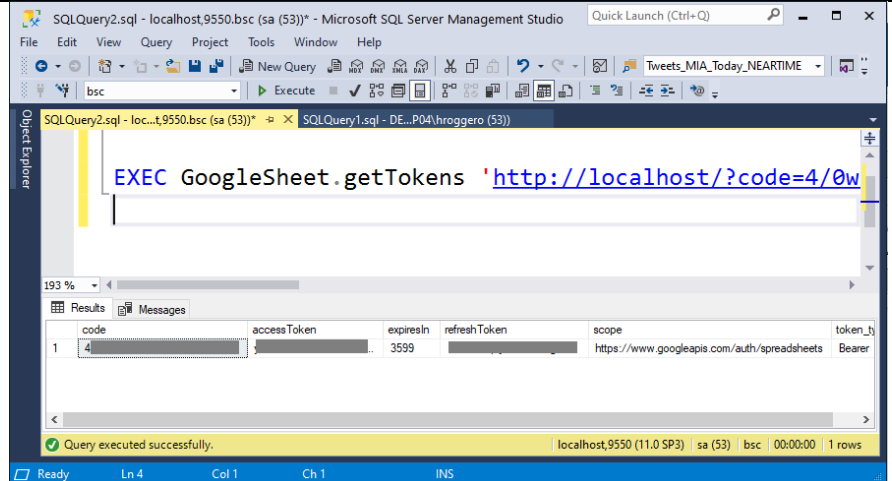 SQLQuery2.sql - localhost,9550.bsc (sa (53))* - Microsoft SQL Server Management Studio
Quick Launch (Ctrl+Q)
File Edit View Query Project Tools Window Help
New Query MDX DMX XMLA DAX Tweets_MIA_Today_NEARTIME
bsc Execute
Object Explorer
SQLQuery2.sql - loc...t,9550.bsc (sa (53))* SQLQuery1.sql - DE...P04\hroggero (53))
EXEC GoogleSheet.getTokens 'http://localhost/?code=4/0w
193 %
Results Messages
code accessToken expiresIn refreshToken scope token_ty
1 4 .. 3599 https://www.googleapis.com/auth/spreadsheets Bearer
Query executed successfully. localhost,9550 (11.0 SP3) sa (53) bsc 00:00:00 1 rows
Ready Ln 4 Col 1 Ch 1 INS